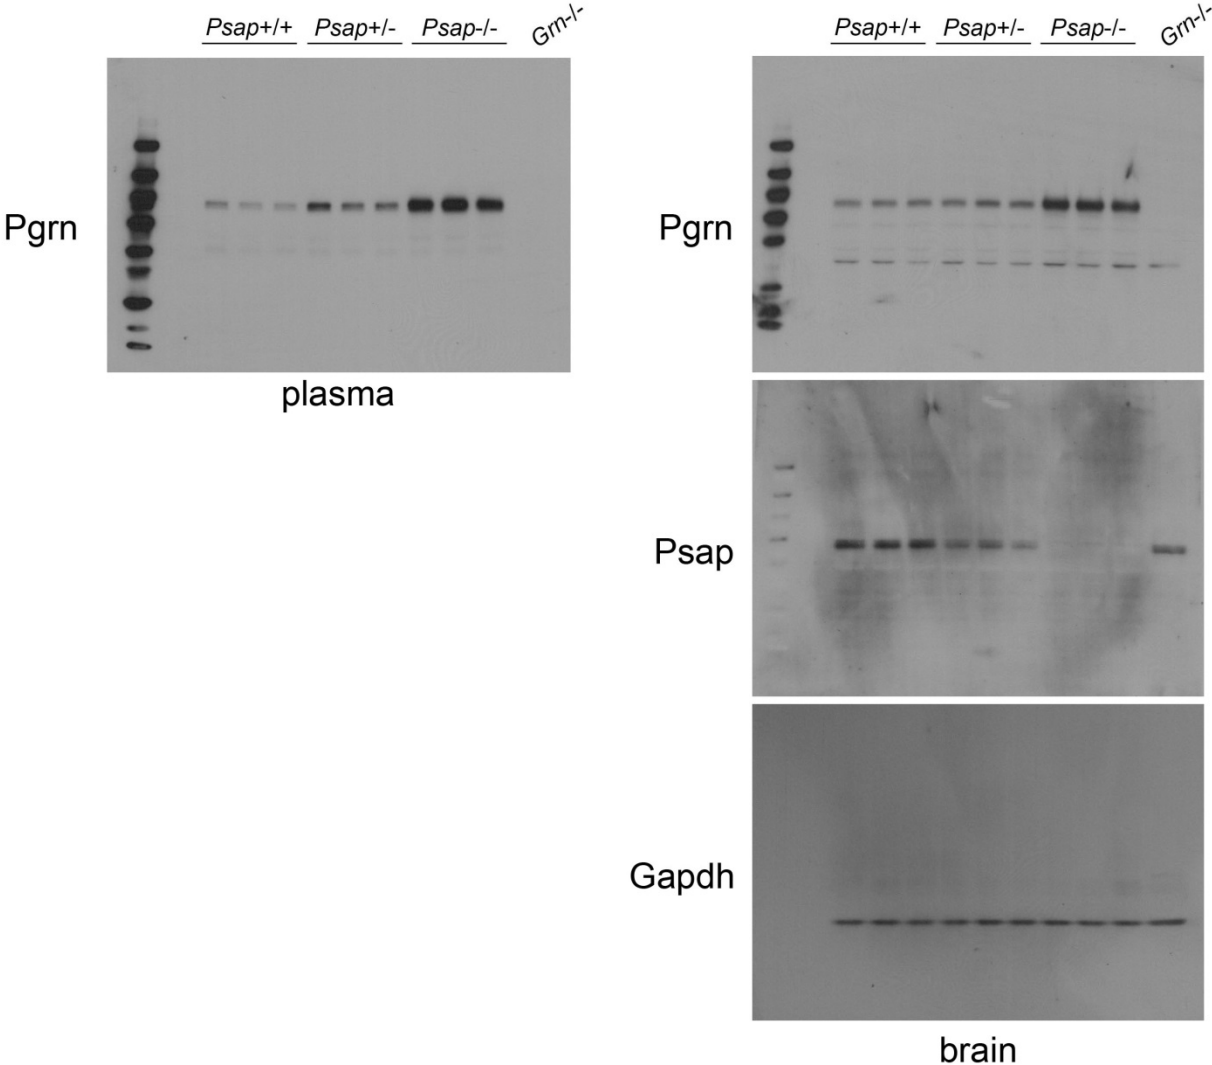 Psap+/+ Psap+/- Psap-/- Grn-/-
Pgrn
plasma
Psap+/+ Psap+/- Psap-/- Grn-/-
Pgrn
Psap
Gapdh
brain